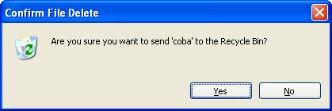 Confirm File Delete
Are you sure you want to send 'coba' to the Recycle Bin?
Yes
No